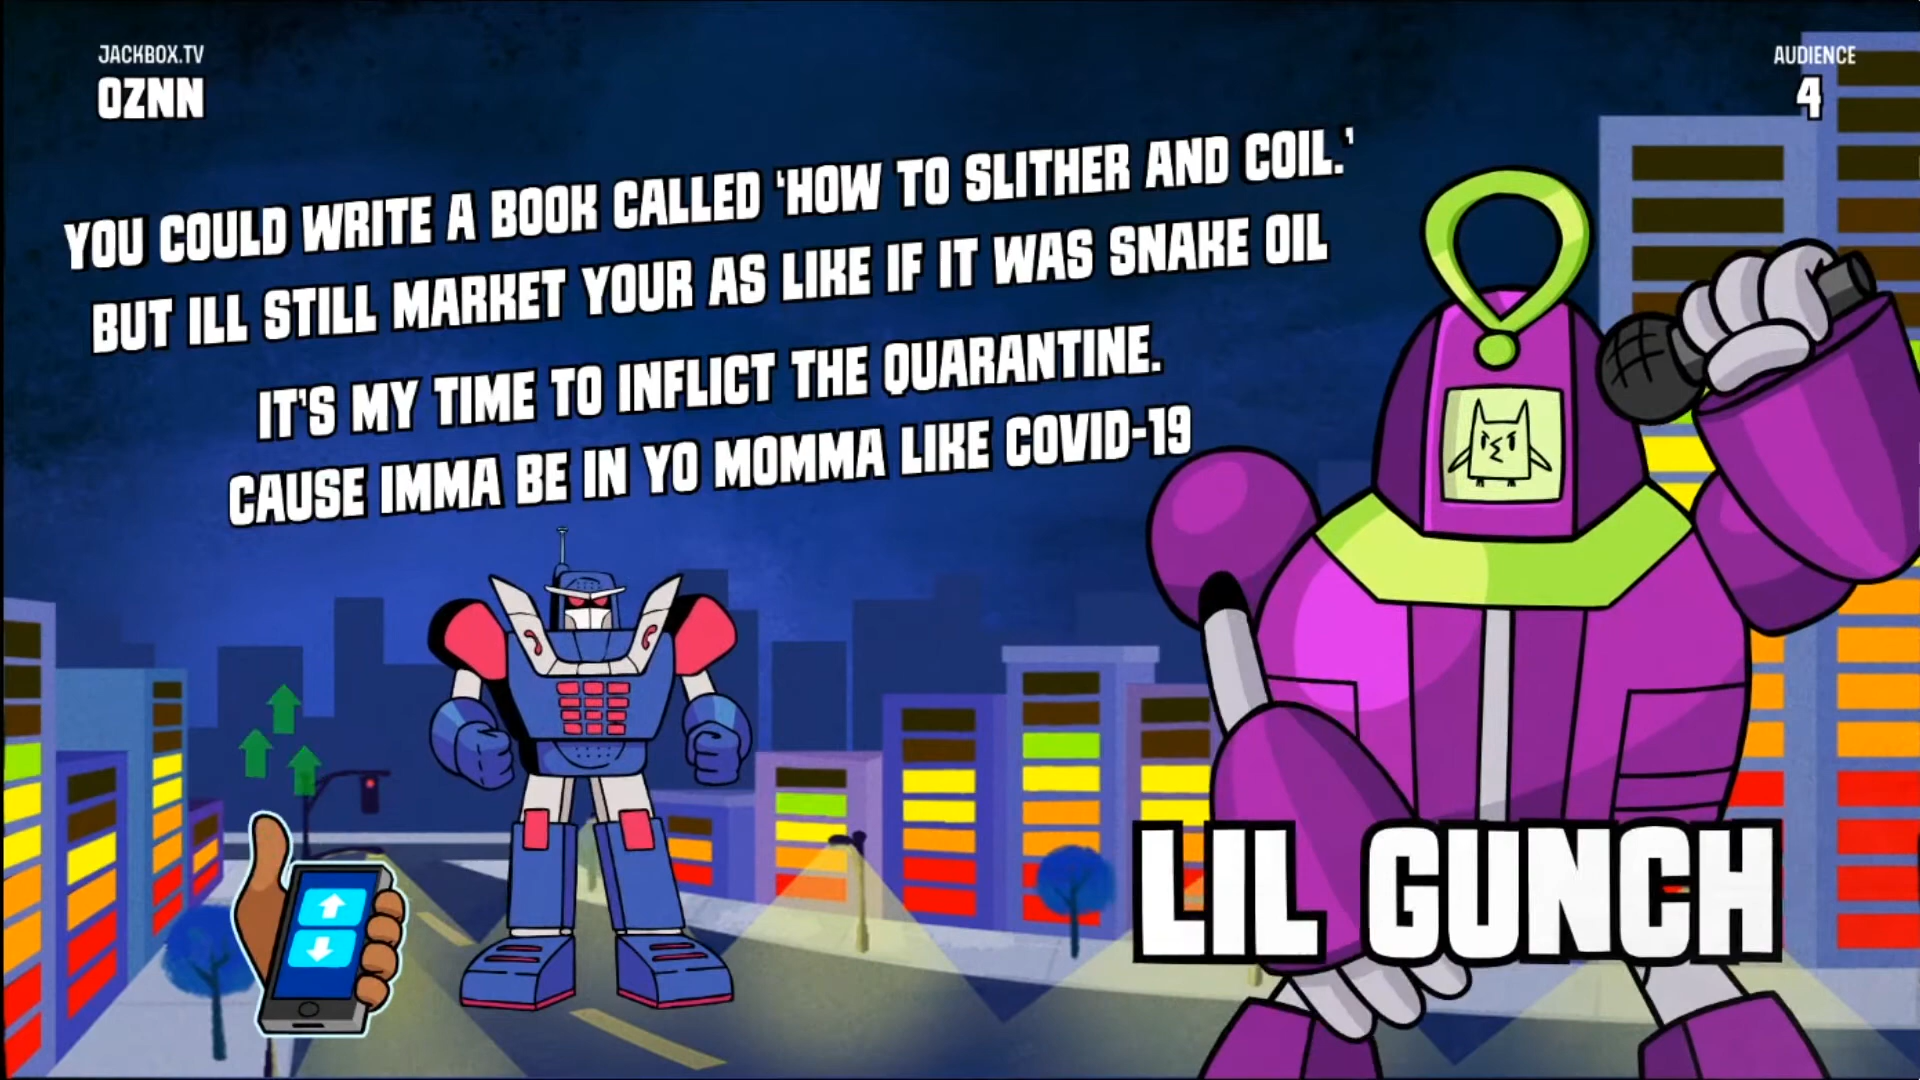 JACKBOX.TV
OZNN
AUDIENCE
4
YOU COULD WRITE A BOOK CALLED 'HOW TO SLITHER AND COIL.'
BUT ILL STILL MARKET YOUR AS LIKE IF IT WAS SNAKE OIL
IT'S MY TIME TO INFLICT THE QUARANTINE.
CAUSE IMMA BE IN YO MOMMA LIKE COVID-19
LIL GUNCH